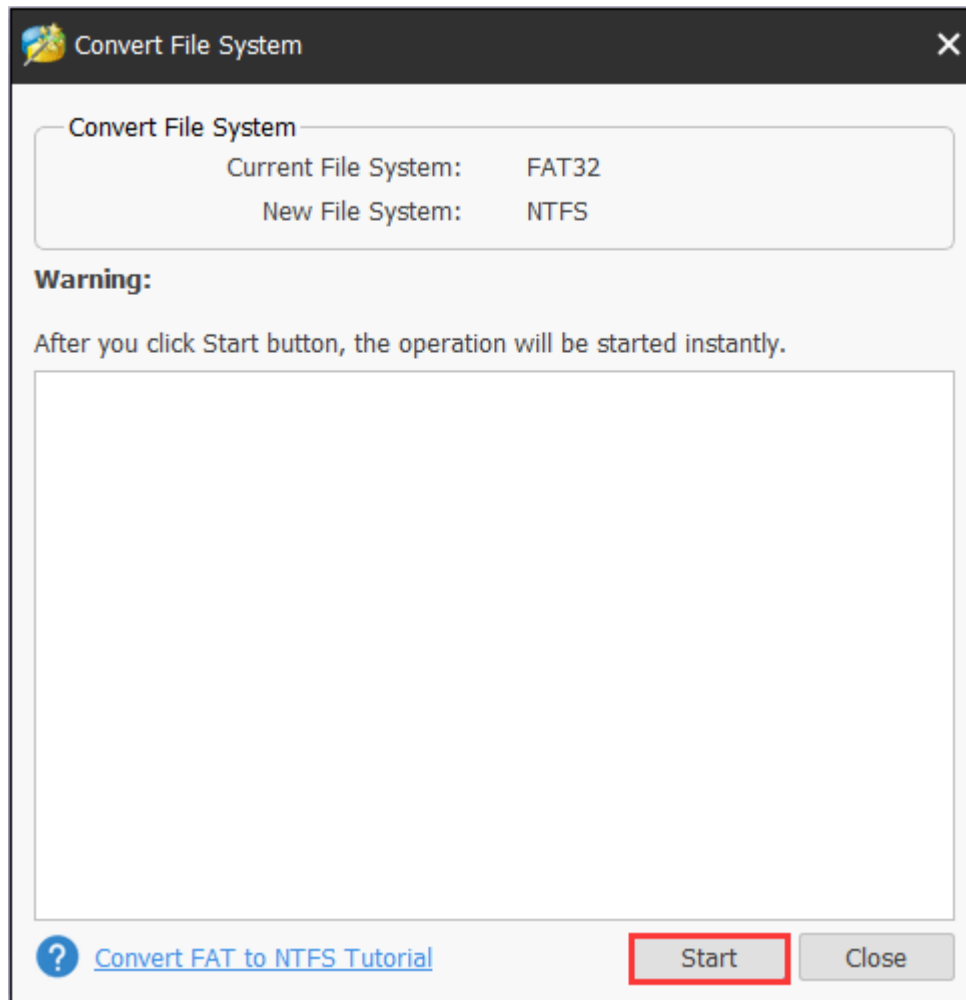 Convert File System
Convert File System
Current File System: FAT32
New File System: NTFS
Warning:
After you click Start button, the operation will be started instantly.
? Convert FAT to NTFS Tutorial Start Close